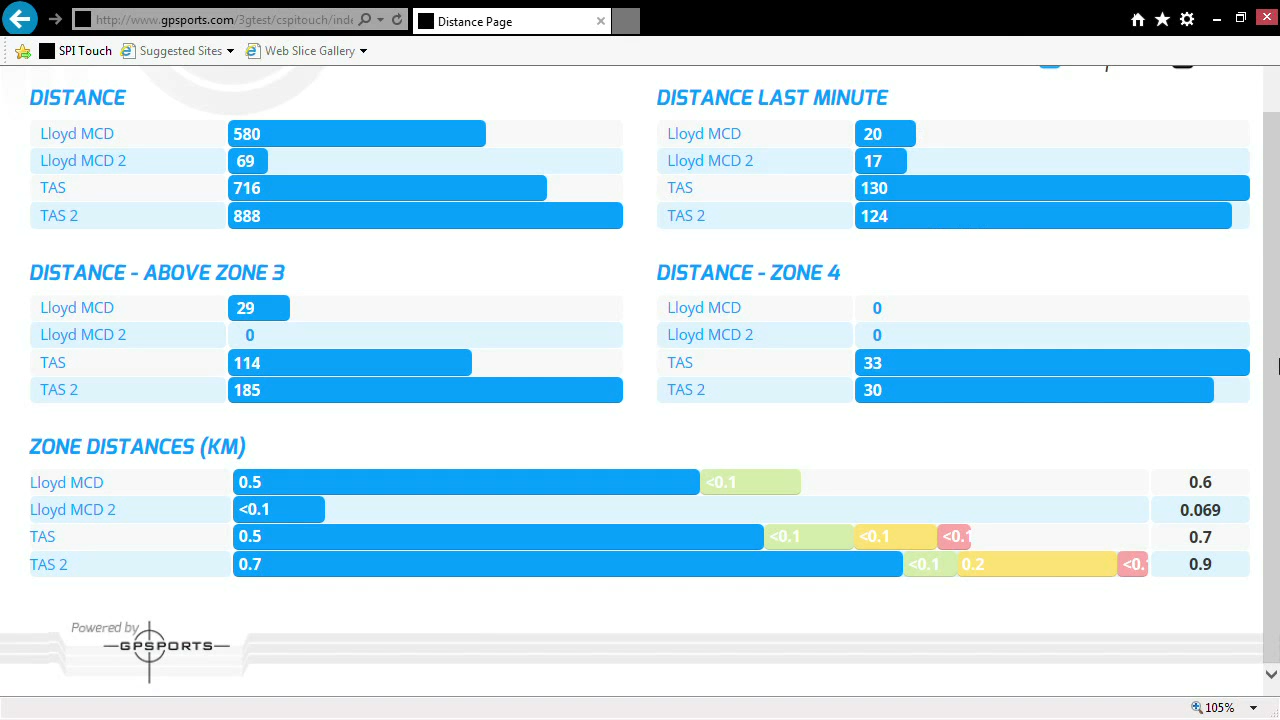 http://www.gpsports.com/3gtest/cspitouch/inde
Distance Page
SPI Touch
Suggested Sites
Web Slice Gallery
DISTANCE
Lloyd MCD 580
Lloyd MCD 2 69
TAS 716
TAS 2 888
DISTANCE LAST MINUTE
Lloyd MCD 20
Lloyd MCD 2 17
TAS 130
TAS 2 124
DISTANCE - ABOVE ZONE 3
Lloyd MCD 29
Lloyd MCD 2 0
TAS 114
TAS 2 185
DISTANCE - ZONE 4
Lloyd MCD 0
Lloyd MCD 2 0
TAS 33
TAS 2 30
ZONE DISTANCES (KM)
Lloyd MCD 0.5 <0.1 0.6
Lloyd MCD 2 <0.1 0.069
TAS 0.5 <0.1 <0.1 <0.1 0.7
TAS 2 0.7 <0.1 0.2 <0. 0.9
Powered by
GPSPORTS
105%